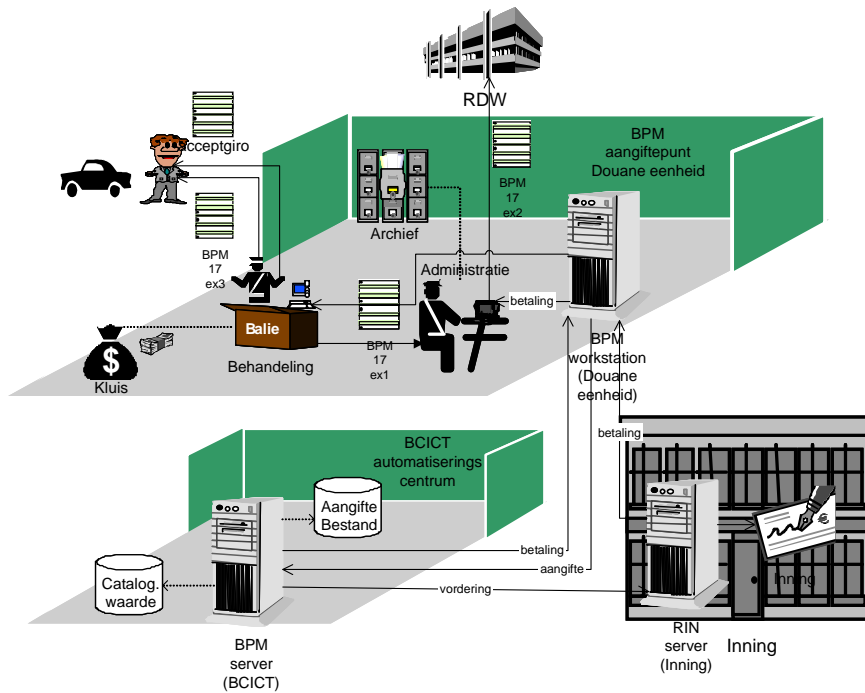 RDW
acceptgiro
BPM
aangiftepunt
Douane eenheid
BPM
17
ex2
Archief
BPM
17
ex3
Administratie
betaling
Balie
$
Kluis
Behandeling
BPM
17
ex1
BPM
workstation
(Douane
eenheid)
betaling
BCICT
automatiserings
centrum
Aangifte
Bestand
betaling
aangifte
vordering
Catalog.
waarde
€
Inning
BPM
server
(BCICT)
RIN
server
(Inning)
Inning